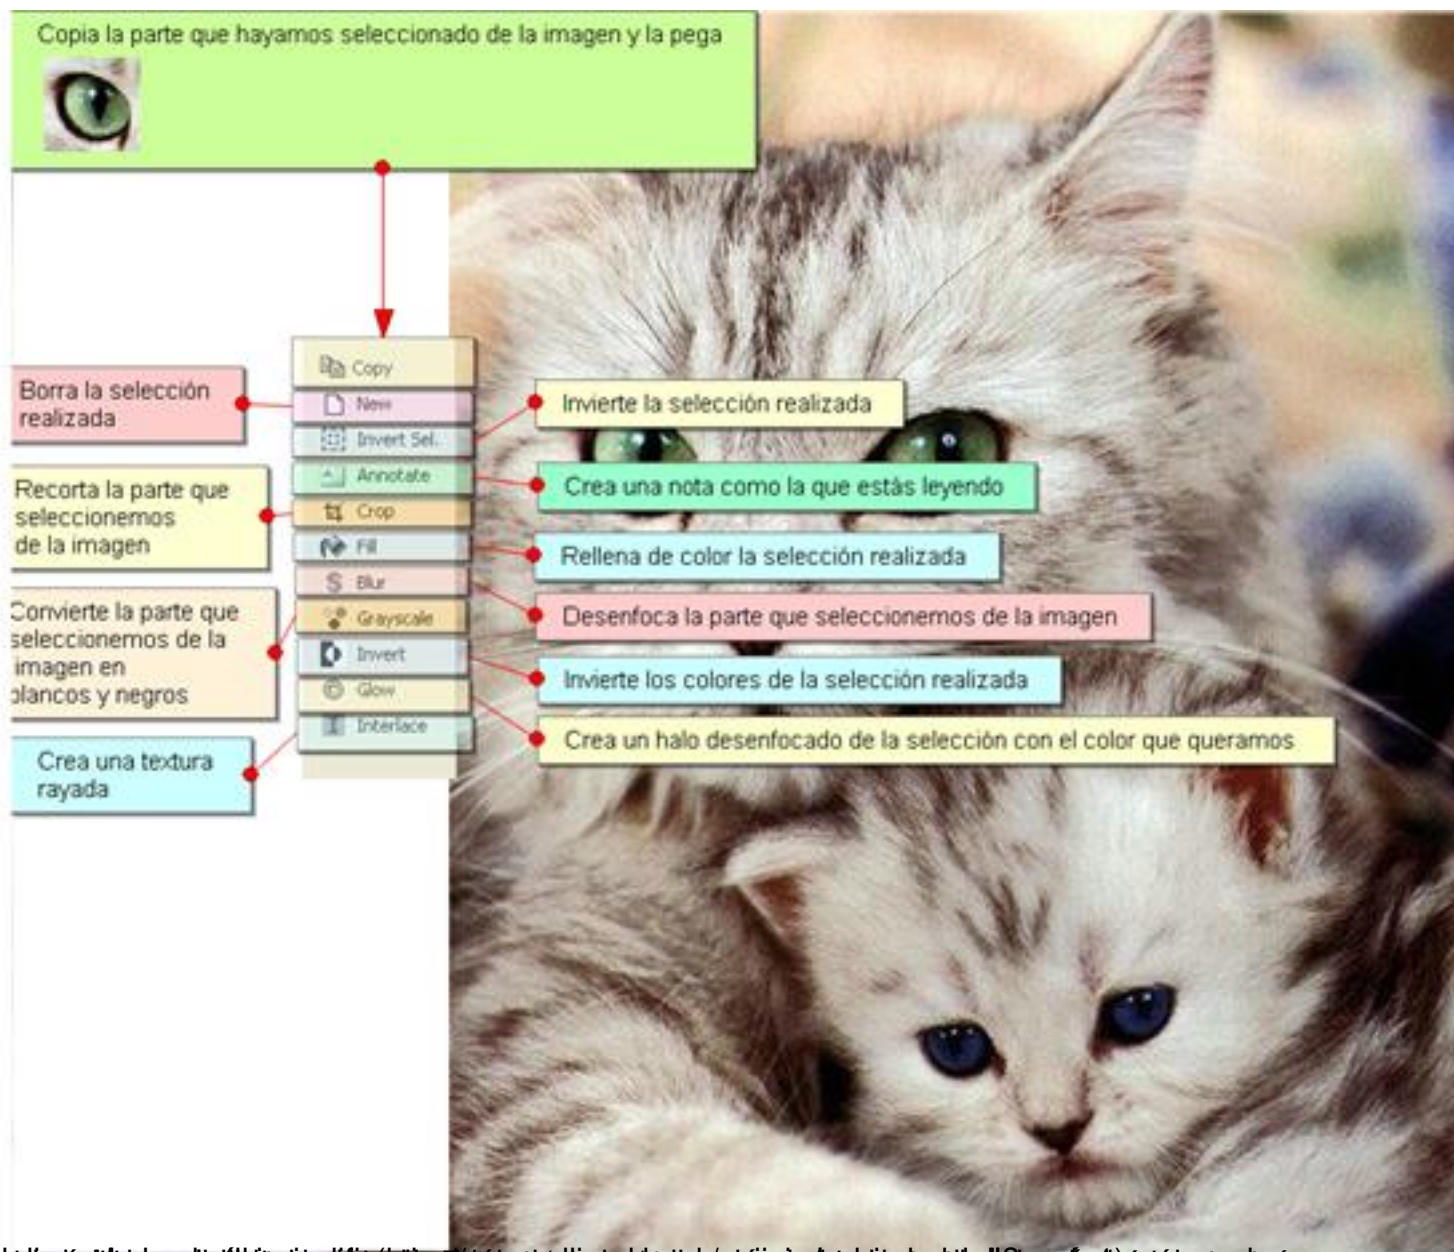 Copia la parte que hayamos seleccionado de la imagen y la pega
Copy
New
Invert Sel.
Annotate
Crop
Fill
Blur
Grayscale
Invert
Glow
Interlace
Borra la selección
realizada
Recorta la parte que
seleccionemos
de la imagen
Convierte la parte que
seleccionemos de la
imagen en
blancos y negros
Crea una textura
rayada
Invierte la selección realizada
Crea una nota como la que estás leyendo
Rellena de color la selección realizada
Desenfoca la parte que seleccionemos de la imagen
Invierte los colores de la selección realizada
Crea un halo desenfocado de la selección con el color que queramos